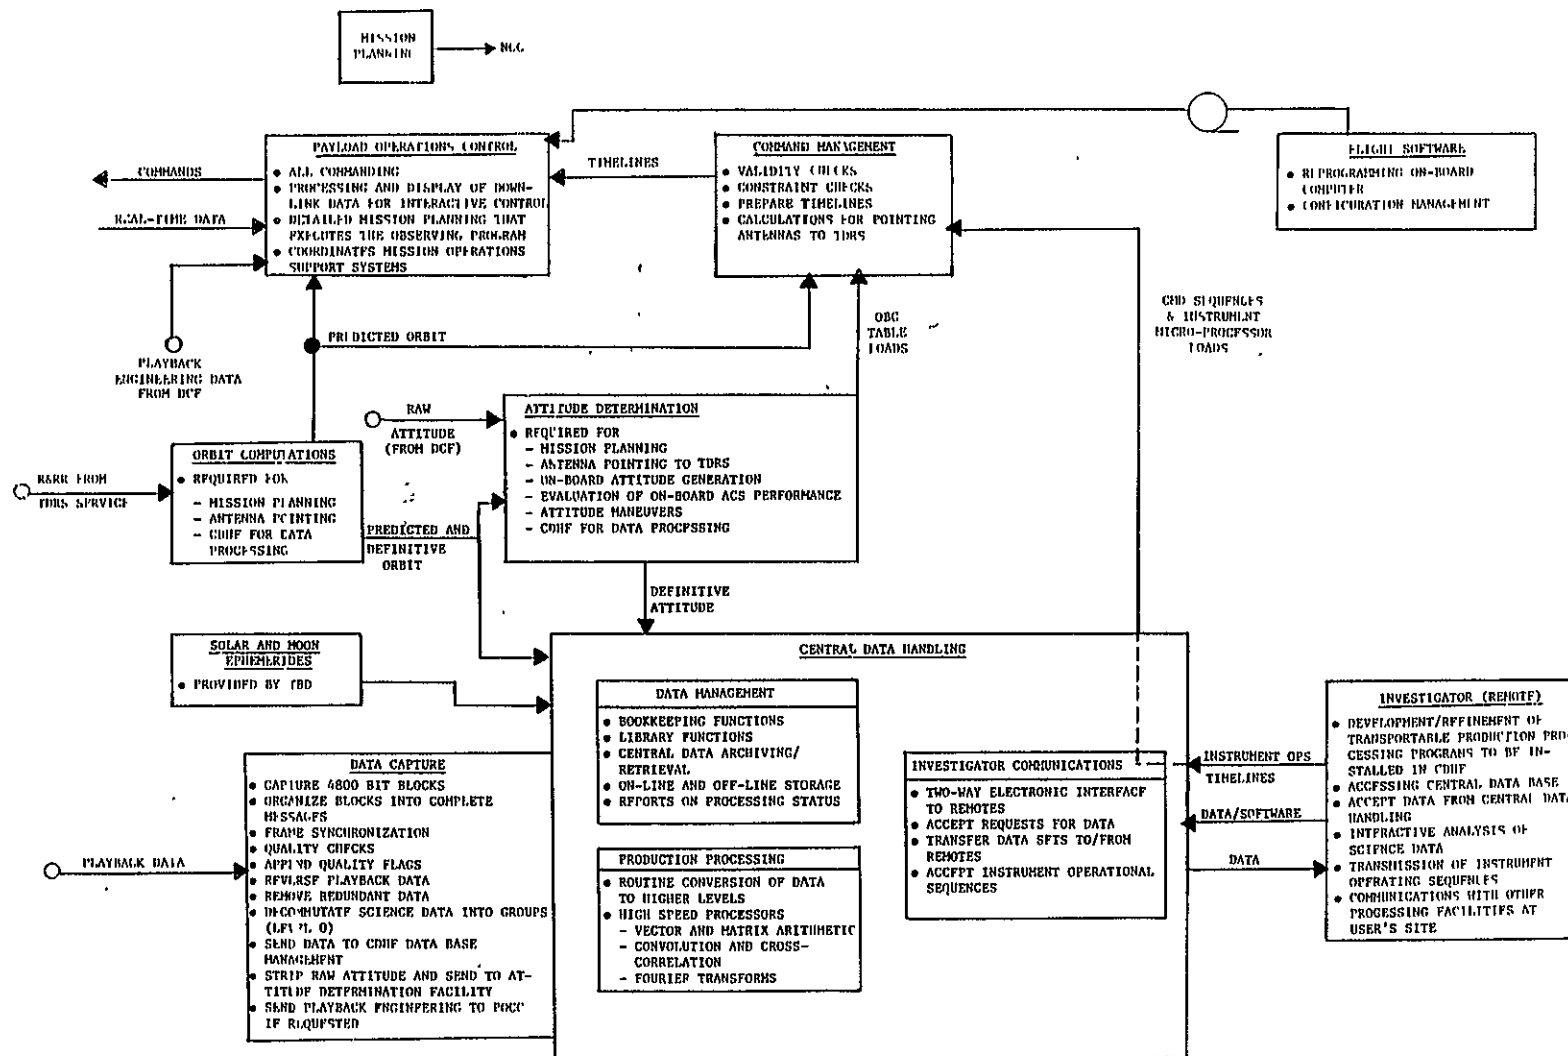 MISSION
PLANNING
NCC
PAYLOAD OPERATIONS CONTROL
● ALL COMMANDING
● PROCESSING AND DISPLAY OF DOWN-
LINK DATA FOR INTERACTIVE CONTROL
● DETAILED MISSION PLANNING THAT
EXECUTES THE OBSERVING PROGRAM
● COORDINATES MISSION OPERATIONS
SUPPORT SYSTEMS
COMMANDS
REAL-TIME DATA
TIMELINES
COMMAND MANAGEMENT
● VALIDITY CHECKS
● CONSTRAINT CHECKS
● PREPARE TIMELINES
● CALCULATIONS FOR POINTING
ANTENNAS TO TDRS
FLIGHT SOFTWARE
● REPROGRAMMING ON-BOARD
COMPUTER
● CONFIGURATION MANAGEMENT
PLAYBACK
ENGINEERING DATA
FROM DCF
PREDICTED ORBIT
OBC
TABLE
LOADS
CMD SEQUENCES
& INSTRUMENT
MICRO-PROCESSOR
LOADS
RAW
ATTITUDE
(FROM DCF)
ATTITUDE DETERMINATION
● REQUIRED FOR
– MISSION PLANNING
– ANTENNA POINTING TO TDRS
– ON-BOARD ATTITUDE GENERATION
– EVALUATION OF ON-BOARD ACS PERFORMANCE
– ATTITUDE MANEUVERS
– CDHF FOR DATA PROCESSING
R&RR FROM
TDRS SERVICE
ORBIT COMPUTATIONS
● REQUIRED FOR
– MISSION PLANNING
– ANTENNA POINTING
– CDHF FOR DATA
PROCESSING
PREDICTED AND
DEFINITIVE
ORBIT
DEFINITIVE
ATTITUDE
SOLAR AND MOON
EPHEMERIDES
● PROVIDED BY TBD
CENTRAL DATA HANDLING
DATA MANAGEMENT
● BOOKKEEPING FUNCTIONS
● LIBRARY FUNCTIONS
● CENTRAL DATA ARCHIVING/
RETRIEVAL
● ON-LINE AND OFF-LINE STORAGE
● REPORTS ON PROCESSING STATUS
PRODUCTION PROCESSING
● ROUTINE CONVERSION OF DATA
TO HIGHER LEVELS
● HIGH SPEED PROCESSORS
– VECTOR AND MATRIX ARITHMETIC
– CONVOLUTION AND CROSS-
CORRELATION
– FOURIER TRANSFORMS
INVESTIGATOR COMMUNICATIONS
● TWO-WAY ELECTRONIC INTERFACE
TO REMOTES
● ACCEPT REQUESTS FOR DATA
● TRANSFER DATA SETS TO/FROM
REMOTES
● ACCEPT INSTRUMENT OPERATIONAL
SEQUENCES
INSTRUMENT OPS
TIMELINES
DATA/SOFTWARE
DATA
INVESTIGATOR (REMOTE)
● DEVELOPMENT/REFINEMENT OF
TRANSPORTABLE PRODUCTION PRO-
CESSING PROGRAMS TO BE IN-
STALLED IN CDHF
● ACCESSING CENTRAL DATA BASE
● ACCEPT DATA FROM CENTRAL DATA
HANDLING
● INTERACTIVE ANALYSIS OF
SCIENCE DATA
● TRANSMISSION OF INSTRUMENT
OPERATING SEQUENCES
● COMMUNICATIONS WITH OTHER
PROCESSING FACILITIES AT
USER'S SITE
PLAYBACK DATA
DATA CAPTURE
● CAPTURE 4800 BIT BLOCKS
● ORGANIZE BLOCKS INTO COMPLETE
MESSAGES
● FRAME SYNCHRONIZATION
● QUALITY CHECKS
● APPEND QUALITY FLAGS
● REVERSE PLAYBACK DATA
● REMOVE REDUNDANT DATA
● DECOMMUTATE SCIENCE DATA INTO GROUPS
(LEVEL 0)
● SEND DATA TO CDHF DATA BASE
MANAGEMENT
● STRIP RAW ATTITUDE AND SEND TO AT-
TITUDE DETERMINATION FACILITY
● SEND PLAYBACK ENGINEERING TO POCC
IF REQUESTED